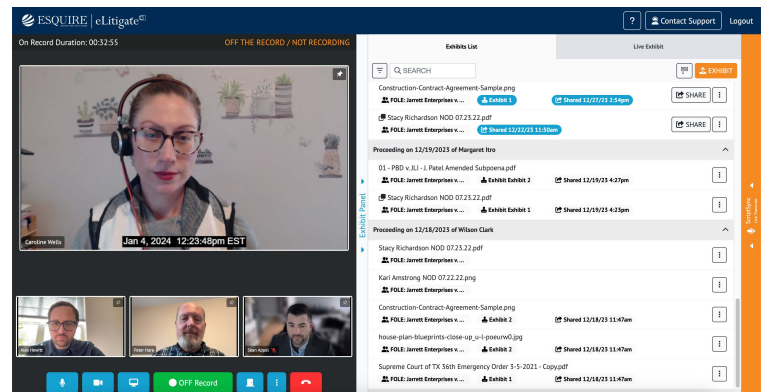 ESQUIRE | eLitigate
? Contact Support Logout
On Record Duration: 00:32:55 OFF THE RECORD / NOT RECORDING
Exhibits List Live Exhibit
SEARCH EXHIBIT
Construction-Contract-Agreement-Sample.png
FOLE: Jarrett Enterprises v. ... Exhibit 1 Shared 12/27/23 2:54pm SHARE
Stacy Richardson NOD 07.23.22.pdf
FOLE: Jarrett Enterprises v. ... Shared 12/22/23 11:50am SHARE
Proceeding on 12/19/2023 of Margaret Itro
01 - PBD v. JLI - J. Patel Amended Subpoena.pdf
FOLE: Jarrett Enterprises v. ... Exhibit Exhibit 2 Shared 12/19/23 4:27pm
Stacy Richardson NOD 07.23.22.pdf
FOLE: Jarrett Enterprises v. ... Exhibit Exhibit 1 Shared 12/19/23 4:23pm
Proceeding on 12/18/2023 of Wilson Clark
Stacy Richardson NOD 07.23.22.pdf
FOLE: Jarrett Enterprises v. ...
Kari Amstrong NOD 07.22.22.png
FOLE: Jarrett Enterprises v. ...
Construction-Contract-Agreement-Sample.png
FOLE: Jarrett Enterprises v. ... Exhibit 2 Shared 12/18/23 11:47am
house-plan-blueprints-close-up_u-l-poeurw0.jpg
FOLE: Jarrett Enterprises v. ... Exhibit 2 Shared 12/18/23 11:47am
Supreme Court of TX 36th Emergency Order 3-5-2021 - Copy.pdf
FOLE: Jarrett Enterprises v. ... Exhibit 1 Shared 12/18/23 11:47am
Exhibit Panel
ScriptSync
Caroline Wells
Jan 4, 2024 12:23:48pm EST
Alex Hewitt
Peter Hare
Sean Appel
OFF Record